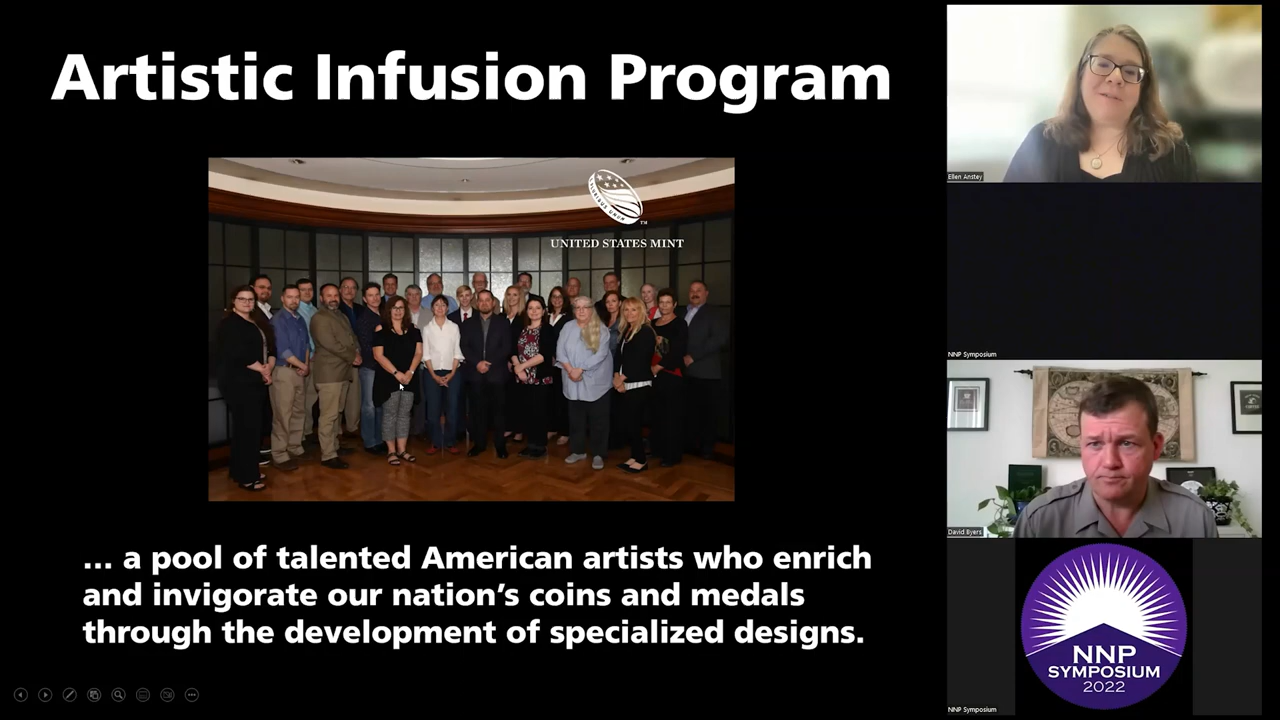 Artistic Infusion Program
UNITED STATES MINT
TM
... a pool of talented American artists who enrich
and invigorate our nation's coins and medals
through the development of specialized designs.
Ellen Anstey
NNP Symposium
David Byers
NNP
SYMPOSIUM
2022
NNP Symposium